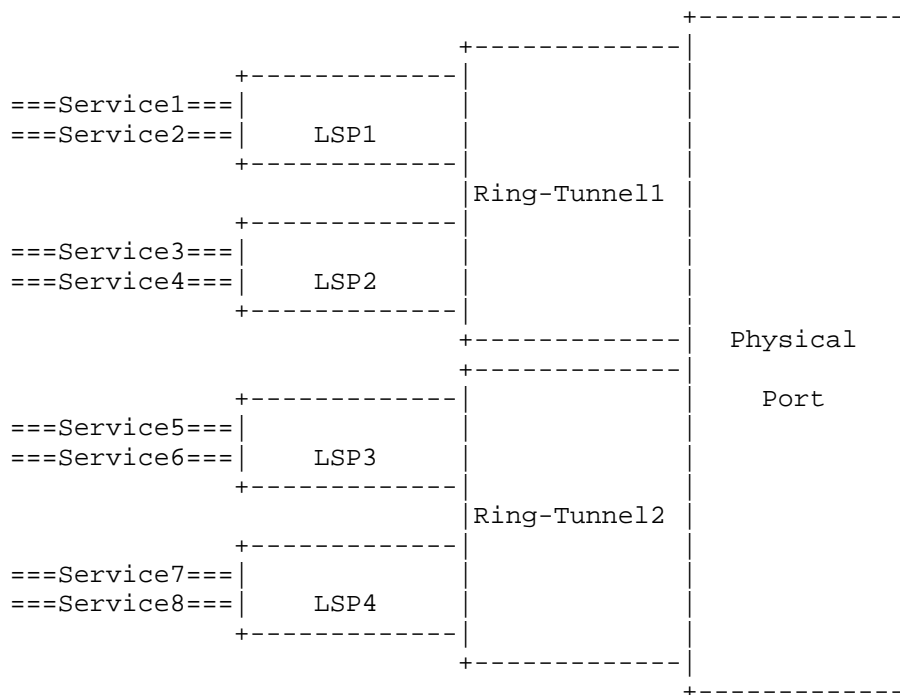 ===Service1===
===Service2=== LSP1
Ring-Tunnel1
===Service3===
===Service4=== LSP2
Physical
Port
===Service5===
===Service6=== LSP3
Ring-Tunnel2
===Service7===
===Service8=== LSP4